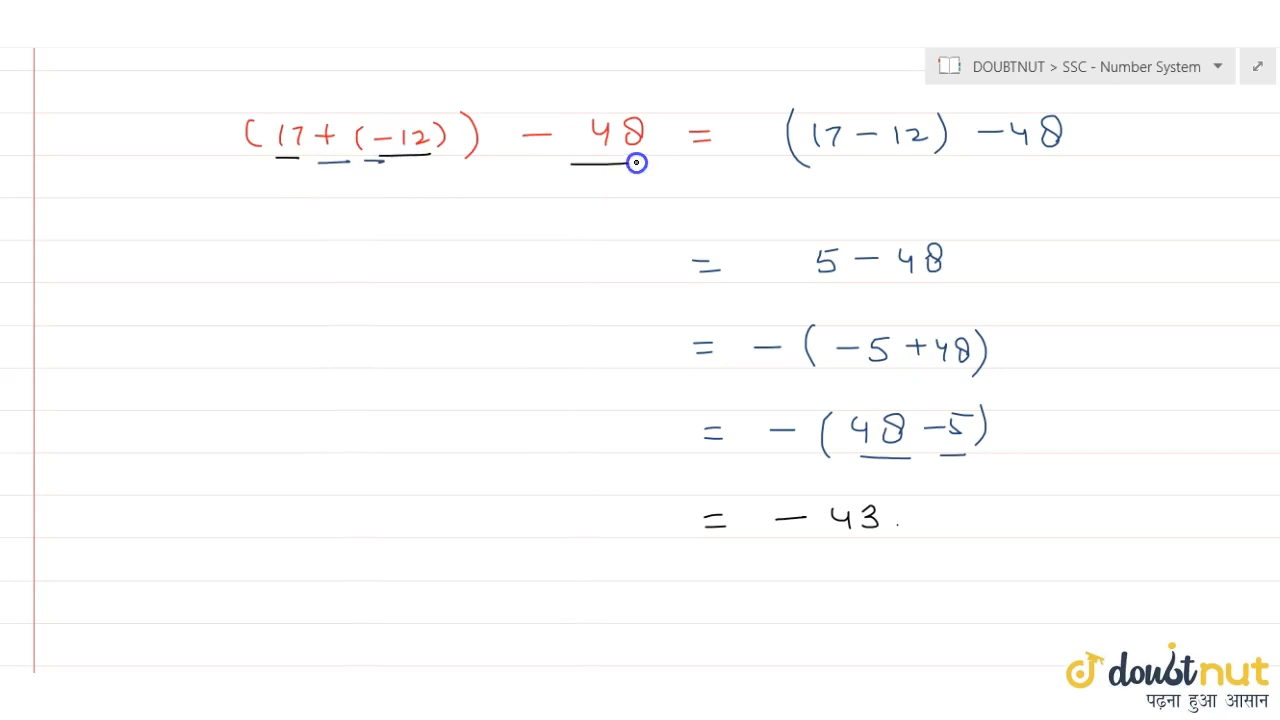 DOUBTNUT > SSC - Number System
(17 + (-12)) - 48 = (17 - 12) - 48
= 5 - 48
= - (-5 + 48)
= - (48 - 5)
= - 43.
doubtnut
पढ़ना हुआ आसान